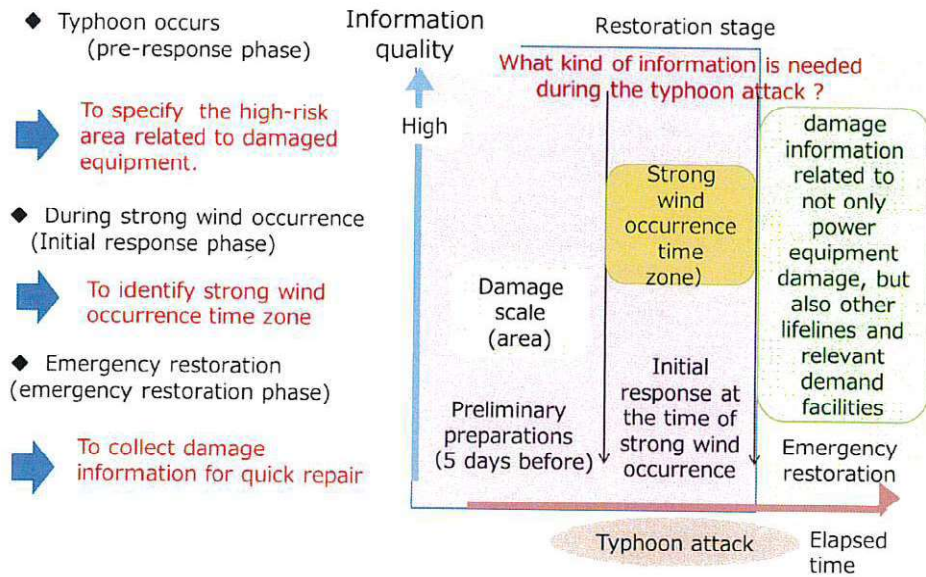 ◆ Typhoon occurs
(pre-response phase)
To specify the high-risk
area related to damaged
equipment.
◆ During strong wind occurrence
(Initial response phase)
To identify strong wind
occurrence time zone
◆ Emergency restoration
(emergency restoration phase)
To collect damage
information for quick repair
Information
quality
High
Restoration stage
What kind of information is needed
during the typhoon attack ?
Damage
scale
(area)
Preliminary
preparations
(5 days before)
Strong
wind
occurrence
time
zone)
Initial
response at
the time of
strong wind
occurrence
damage
information
related to
not only
power
equipment
damage, but
also other
lifelines and
relevant
demand
facilities
Emergency
restoration
Typhoon attack
Elapsed
time